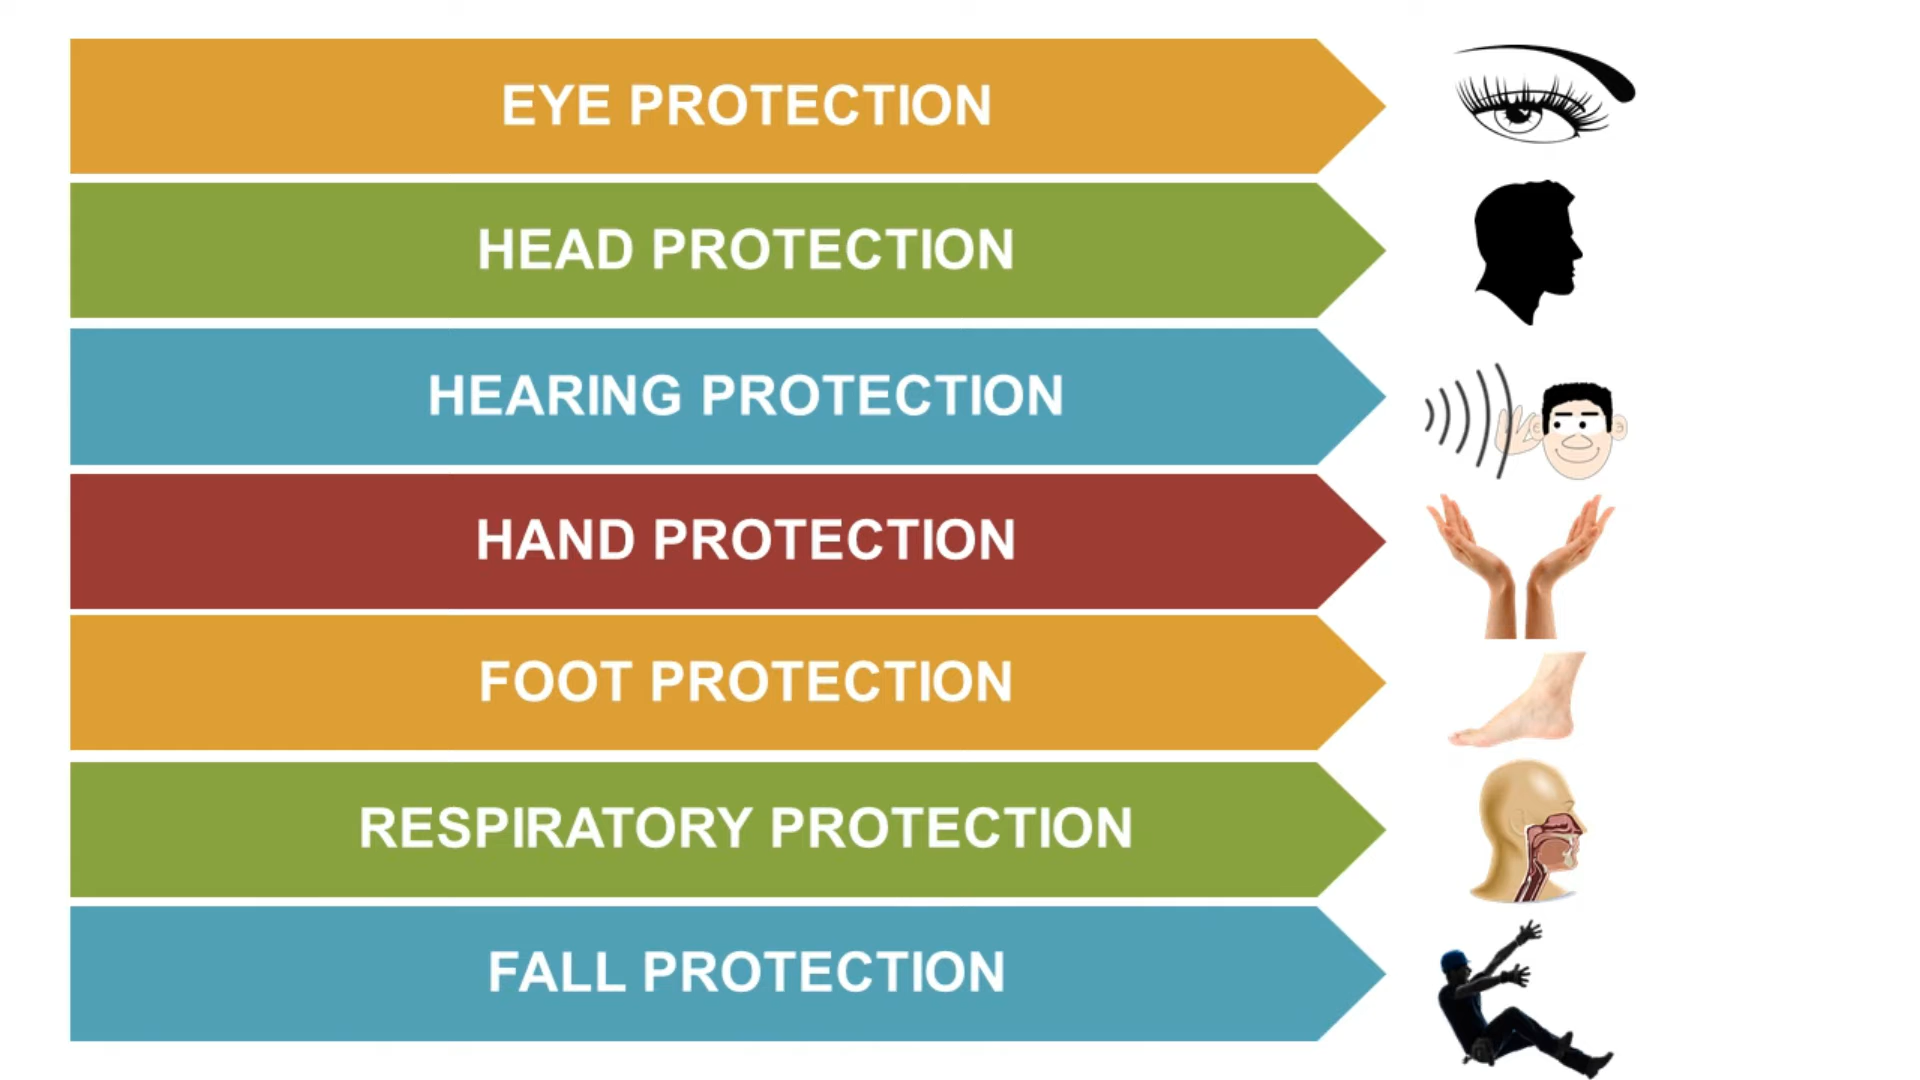 EYE PROTECTION
HEAD PROTECTION
HEARING PROTECTION
HAND PROTECTION
FOOT PROTECTION
RESPIRATORY PROTECTION
FALL PROTECTION